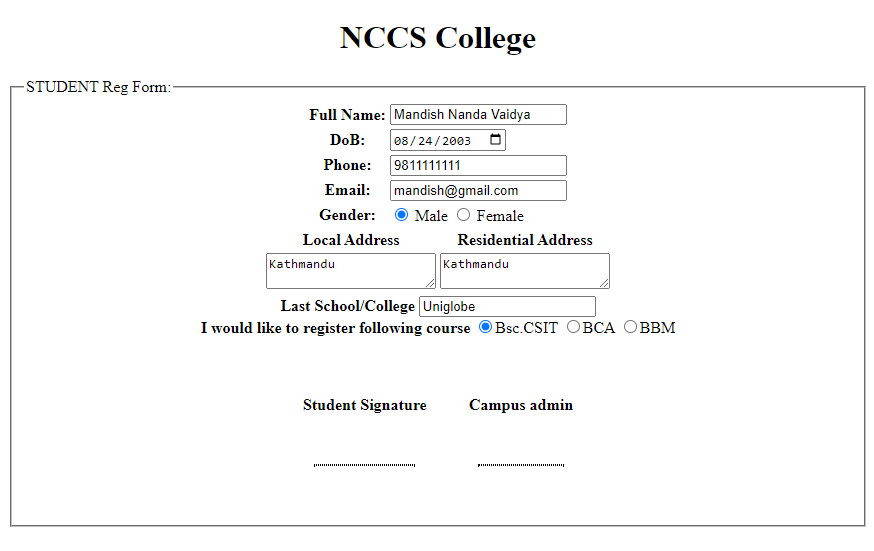 NCCS College
STUDENT Reg Form:
Full Name: Mandish Nanda Vaidya
DoB: 08/24/2003
Phone: 9811111111
Email: mandish@gmail.com
Gender: Male Female
Local Address Residential Address
Kathmandu Kathmandu
Last School/College Uniglobe
I would like to register following course Bsc.CSIT BCA BBM
Student Signature Campus admin